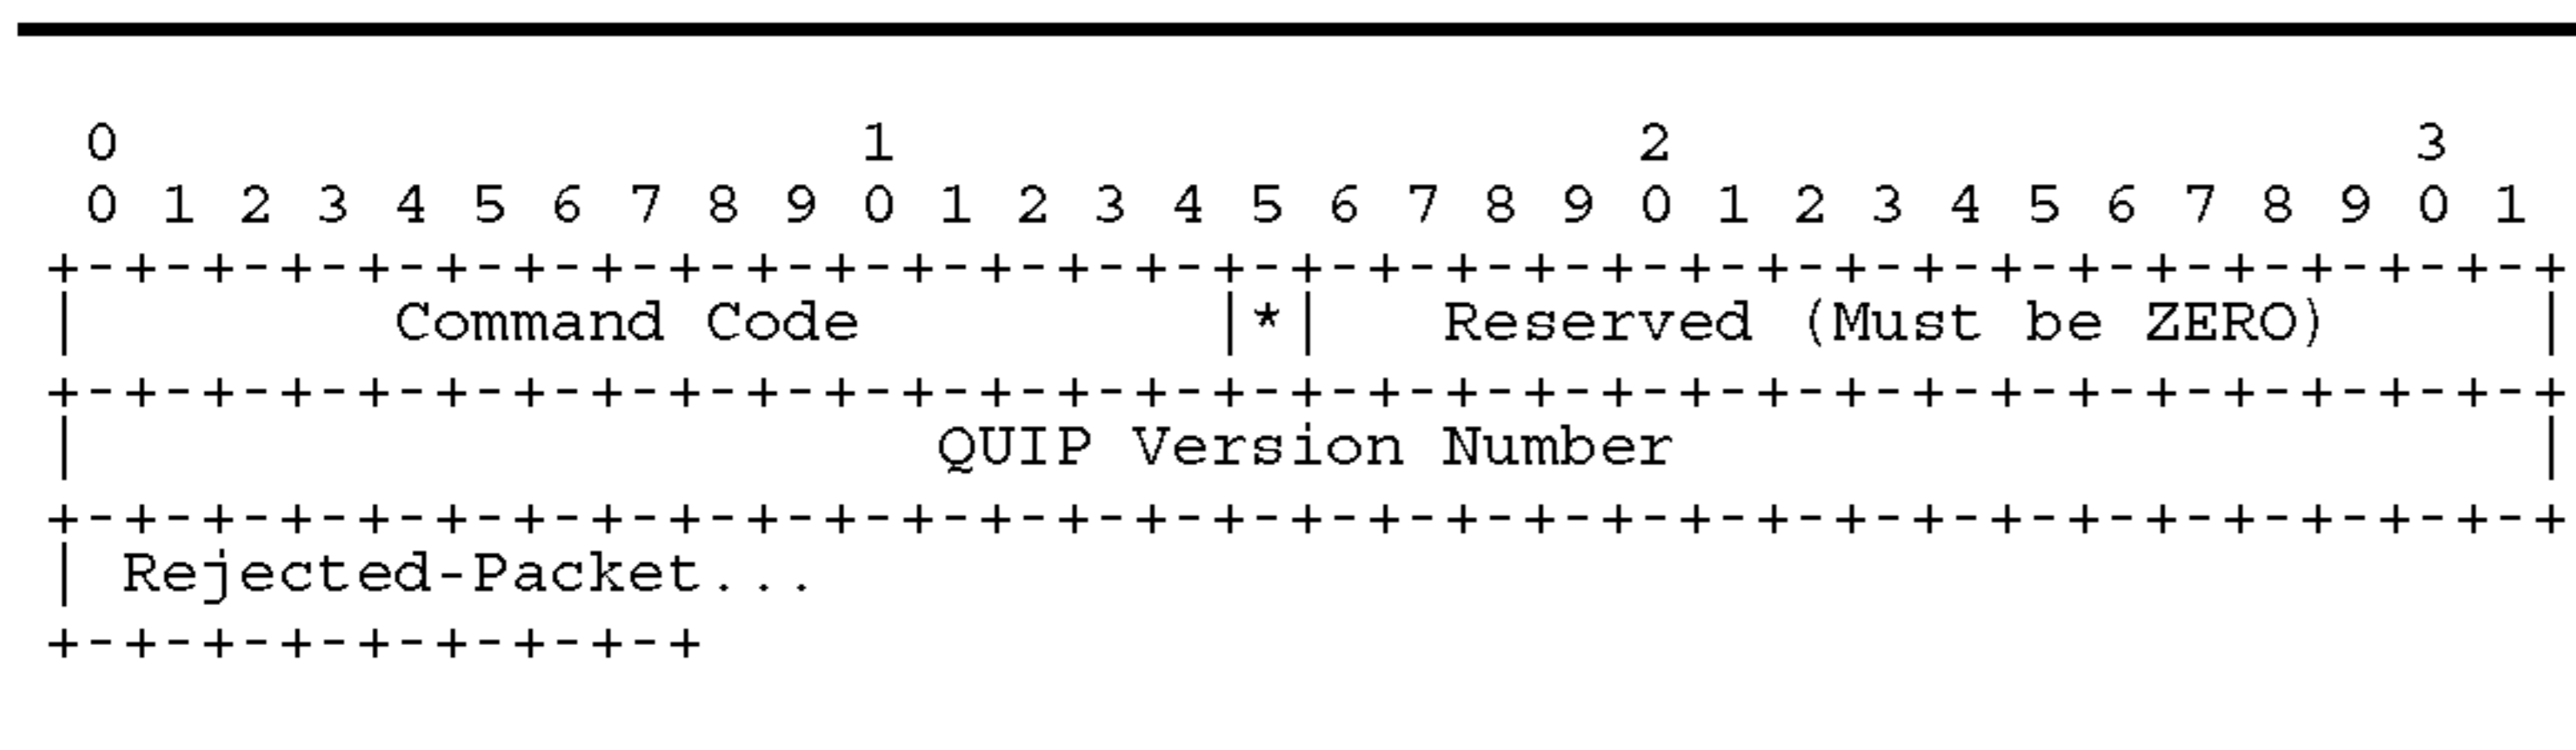 0                   1                   2                   3
 0 1 2 3 4 5 6 7 8 9 0 1 2 3 4 5 6 7 8 9 0 1 2 3 4 5 6 7 8 9 0 1
+-+-+-+-+-+-+-+-+-+-+-+-+-+-+-+-+-+-+-+-+-+-+-+-+-+-+-+-+-+-+-+-+
|        Command Code         |*|   Reserved (Must be ZERO)     |
+-+-+-+-+-+-+-+-+-+-+-+-+-+-+-+-+-+-+-+-+-+-+-+-+-+-+-+-+-+-+-+-+
|                      QUIP Version Number                      |
+-+-+-+-+-+-+-+-+-+-+-+-+-+-+-+-+-+-+-+-+-+-+-+-+-+-+-+-+-+-+-+-+
| Rejected-Packet...
+-+-+-+-+-+-+-+-+